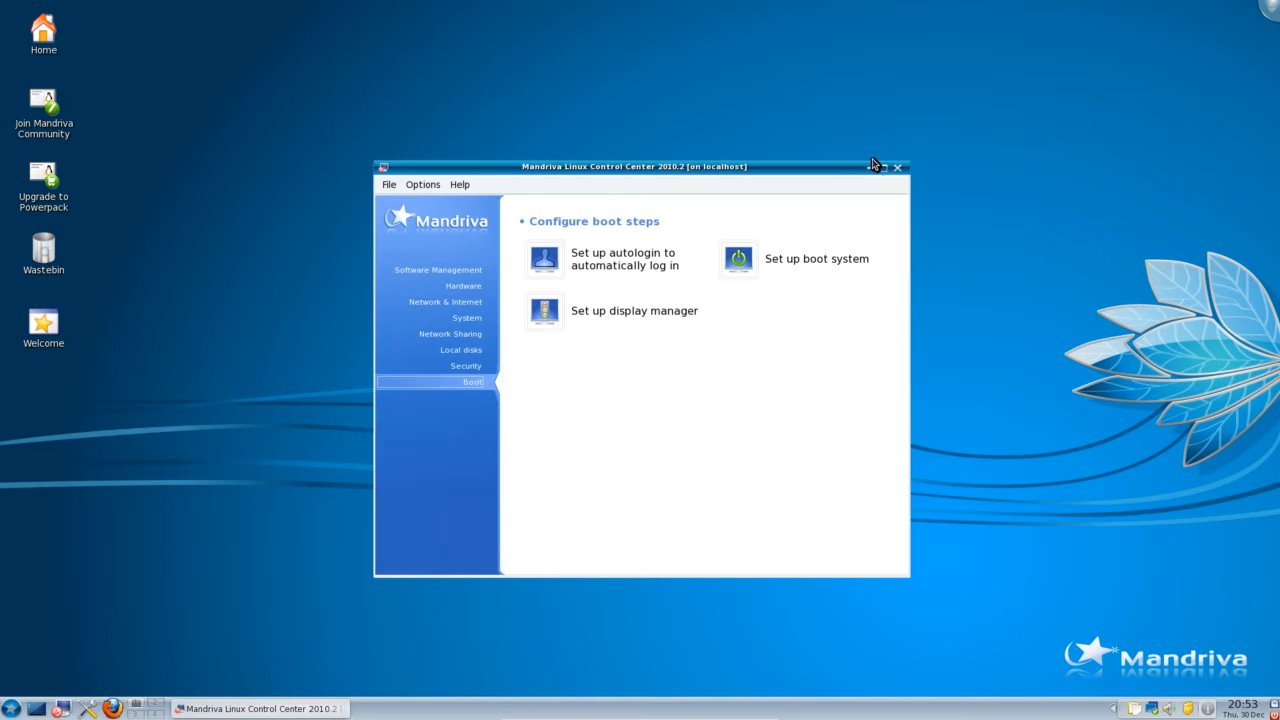 Home
Join Mandriva
Community
Upgrade to
Powerpack
Wastebin
Welcome
Mandriva Linux Control Center 2010.2 [on localhost]
File Options Help
Mandriva
Software Management
Hardware
Network & Internet
System
Network Sharing
Local disks
Security
Boot
• Configure boot steps
Set up autologin to
automatically log in
Set up boot system
Set up display manager
Mandriva
Mandriva Linux Control Center 2010.2 [
20:53
Thu, 30 Dec